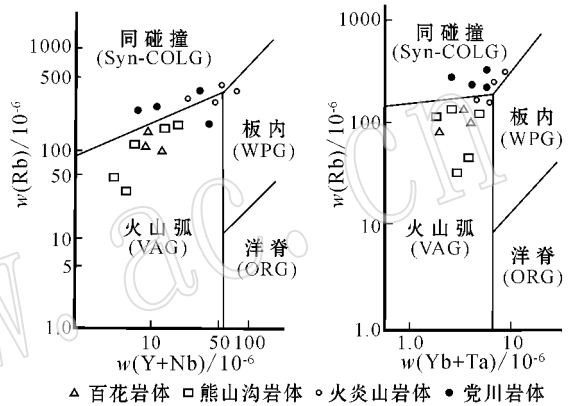 1000
500
100
50
10
5
1.0
w(Rb)/10⁻⁶
同碰撞
(Syn-COLG)
板内
(WPG)
火山弧
(VAG)
洋脊
(ORG)
10
50
100
w(Y+Nb)/10⁻⁶
1000
100
10
1.0
w(Rb)/10⁻⁶
同碰撞
(Syn-COLG)
板内
(WPG)
火山弧
(VAG)
洋脊
(ORG)
1.0
10
w(Yb+Ta)/10⁻⁶
△ 百花岩体 □ 熊山沟岩体 ○ 火炎山岩体 ● 党川岩体
w.ac.cn